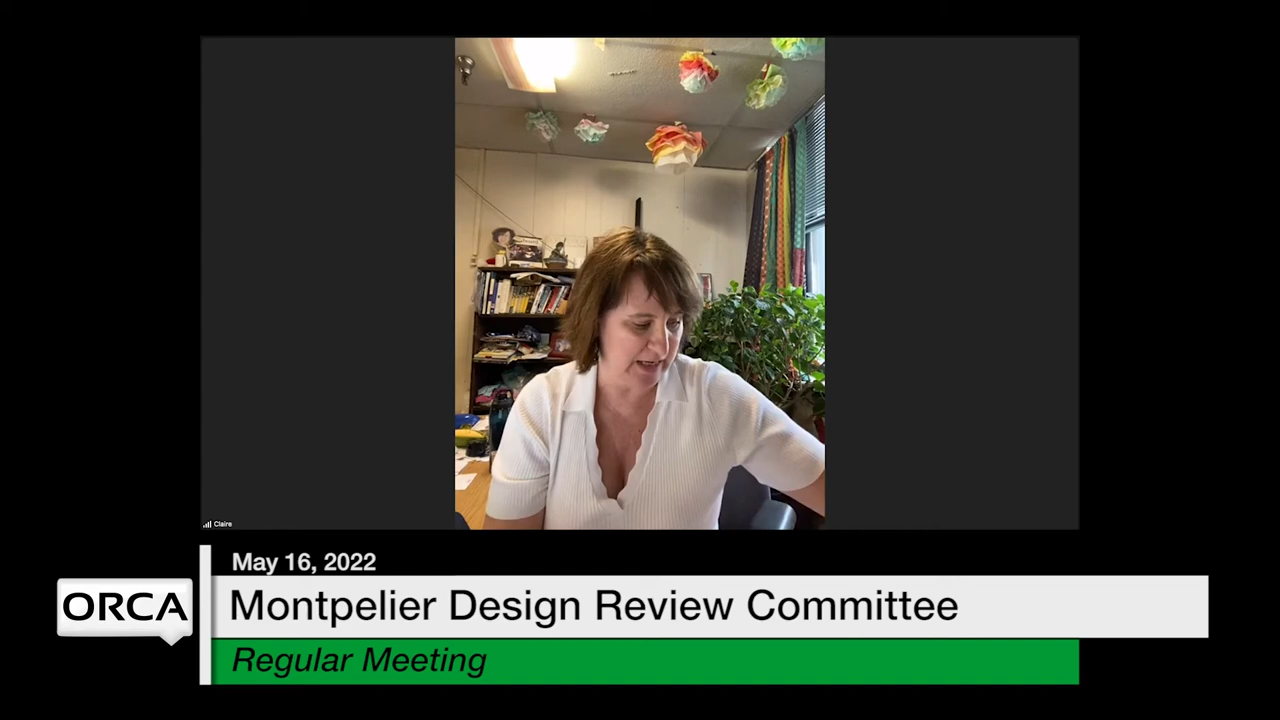 Claire
May 16, 2022
ORCA
Montpelier Design Review Committee
Regular Meeting